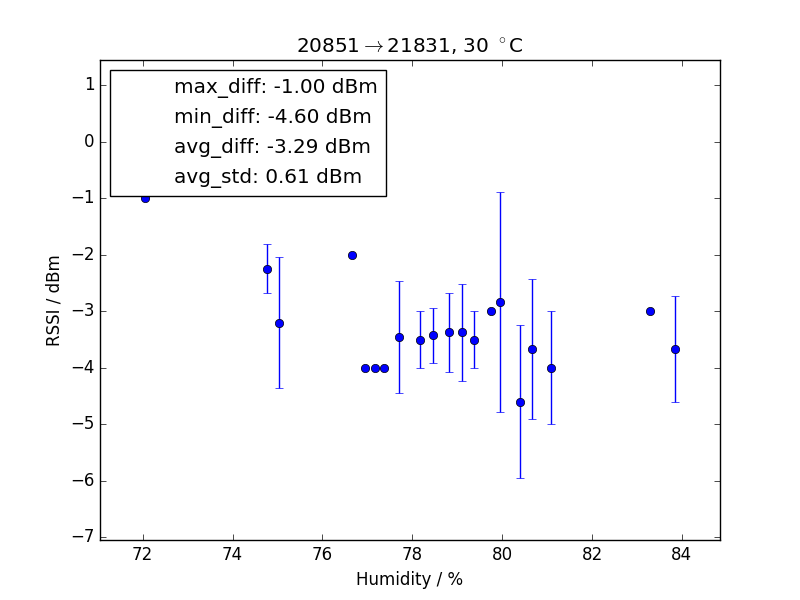 20851→21831, 30 °C
max_diff: -1.00 dBm
min_diff: -4.60 dBm
avg_diff: -3.29 dBm
avg_std: 0.61 dBm
1
0
−1
−2
−3
−4
−5
−6
−7
RSSI / dBm
72 74 76 78 80 82 84
Humidity / %